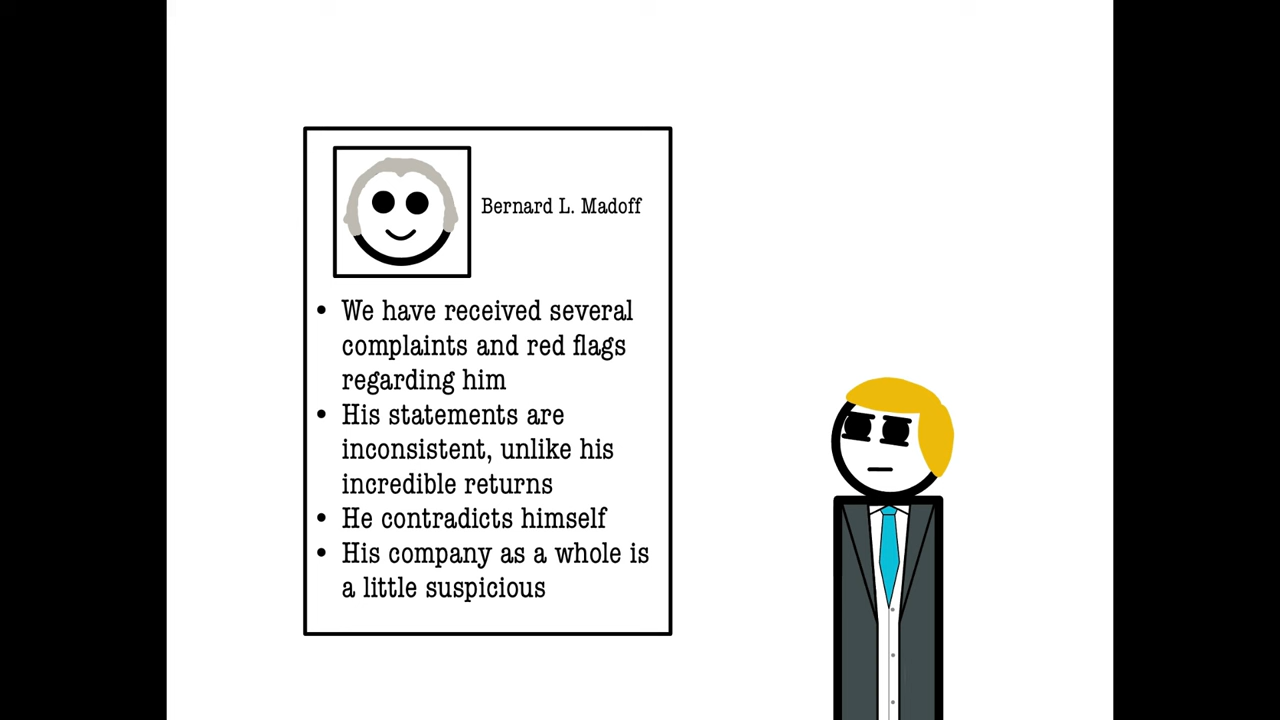 Bernard L. Madoff
• We have received several
complaints and red flags
regarding him
• His statements are
inconsistent, unlike his
incredible returns
• He contradicts himself
• His company as a whole is
a little suspicious